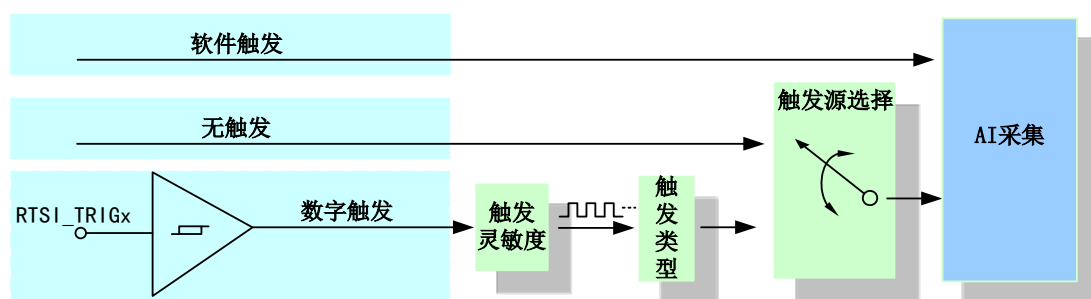 软件触发
无触发
RTSI_TRIGx
数字触发
触发
灵敏度
触
发
类
型
触发源选择
AI采集